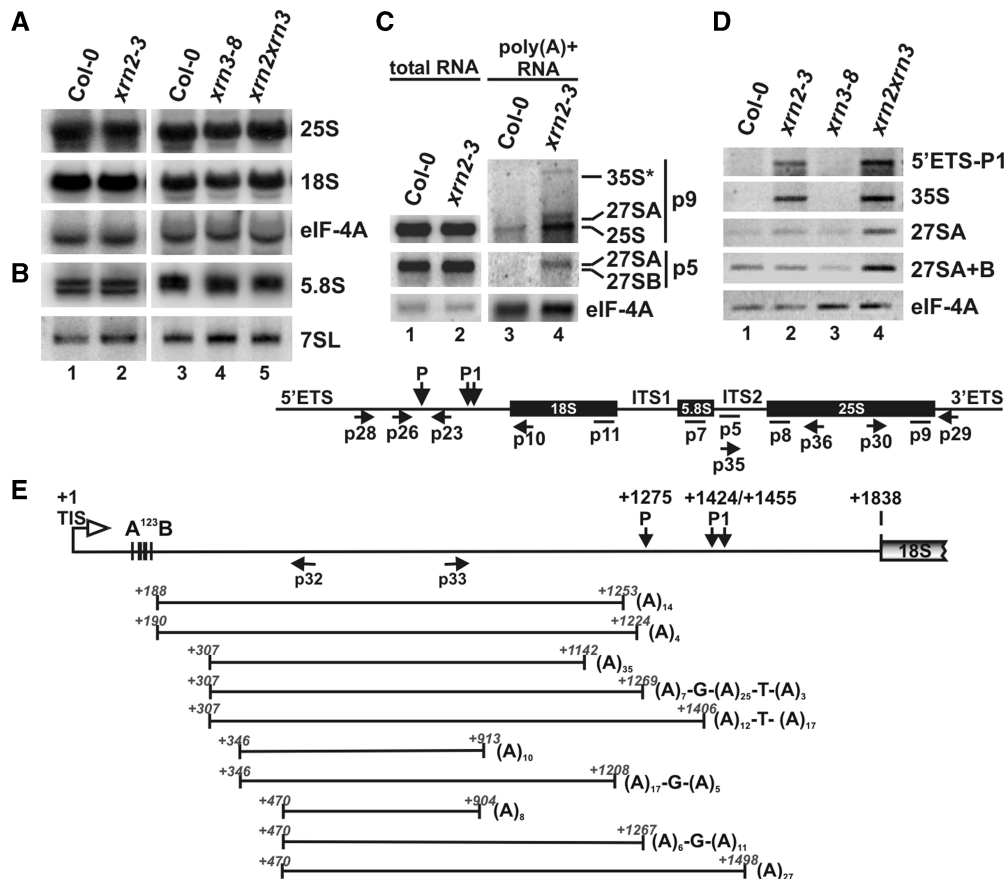 A
Col-0 xrn2-3 Col-0 xrn3-8 xrn2xrn3
25S
18S
eIF-4A
B
5.8S
7SL
1 2 3 4 5
C
total RNA
poly(A)+
RNA
Col-0 xrn2-3 Col-0 xrn2-3
35S*
27SA
25S
p9
27SA
27SB
p5
eIF-4A
1 2 3 4
D
Col-0 xrn2-3 xrn3-8 xrn2xrn3
5'ETS-P1
35S
27SA
27SA+B
eIF-4A
1 2 3 4
P P1
5'ETS 18S ITS1 5.8S ITS2 25S 3'ETS
p28 p26 p23 p10 p11 p7 p5 p8 p36 p30 p9 p29
p35
E
+1
TIS
A¹²³B
+1275 +1424/+1455 +1838
P P1
18S
p32 p33
+188 +1253 (A)₁₄
+190 +1224 (A)₄
+307 +1142 (A)₃₅
+307 +1269 (A)₇-G-(A)₂₅-T-(A)₃
+307 +1406 (A)₁₂-T- (A)₁₇
+346 +913 (A)₁₀
+346 +1208 (A)₁₇-G-(A)₅
+470 +904 (A)₈
+470 +1267 (A)₆-G-(A)₁₁
+470 +1498 (A)₂₇